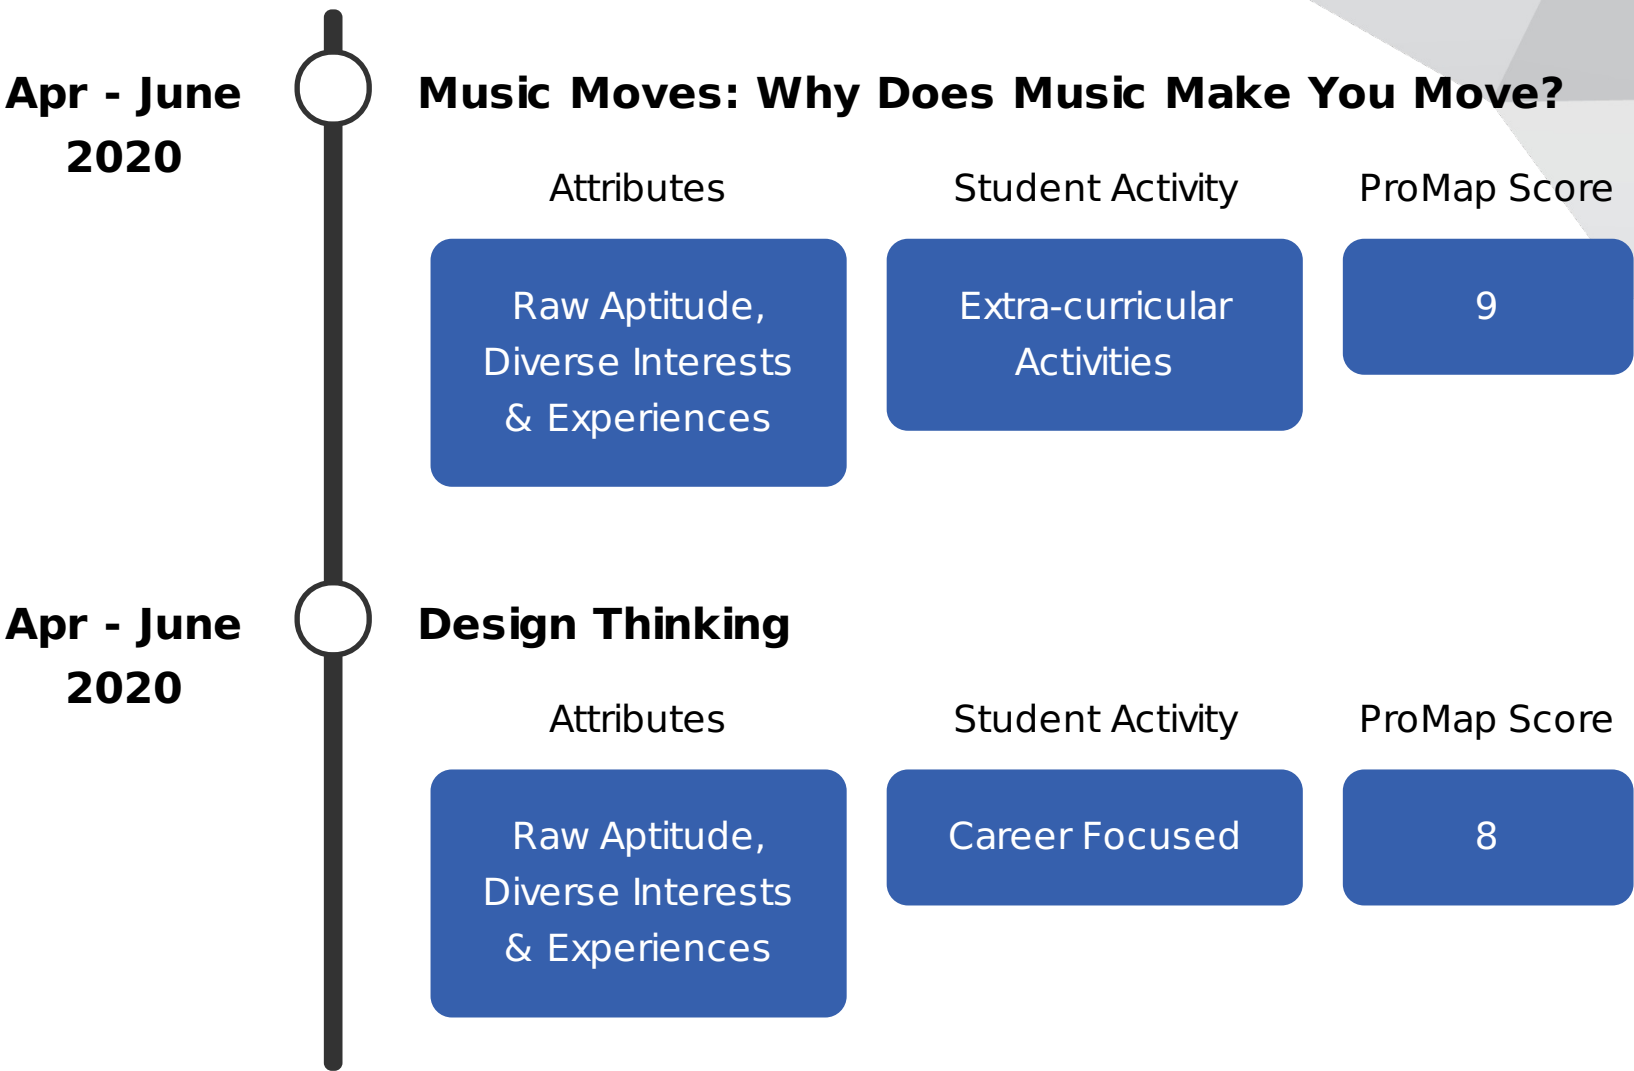 Apr - June
2020
Music Moves: Why Does Music Make You Move?
Attributes
Student Activity
ProMap Score
Raw Aptitude,
Diverse Interests
& Experiences
Extra-curricular
Activities
9
Apr - June
2020
Design Thinking
Attributes
Student Activity
ProMap Score
Raw Aptitude,
Diverse Interests
& Experiences
Career Focused
8